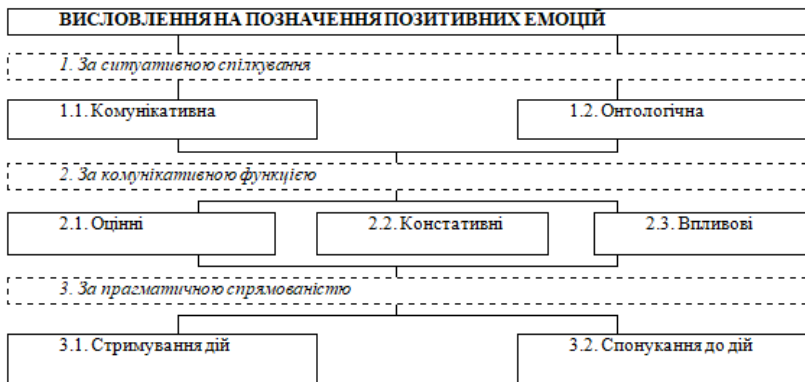 ВИСЛОВЛЕННЯ НА ПОЗНАЧЕННЯ ПОЗИТИВНИХ ЕМОЦІЙ
1. За ситуативною спілкування
1.1. Комунікативна
1.2. Онтологічна
2. За комунікативною функцією
2.1. Оцінні
2.2. Констативні
2.3. Впливові
3. За прагматичною спрямованістю
3.1. Стримування дій
3.2. Спонукання до дій